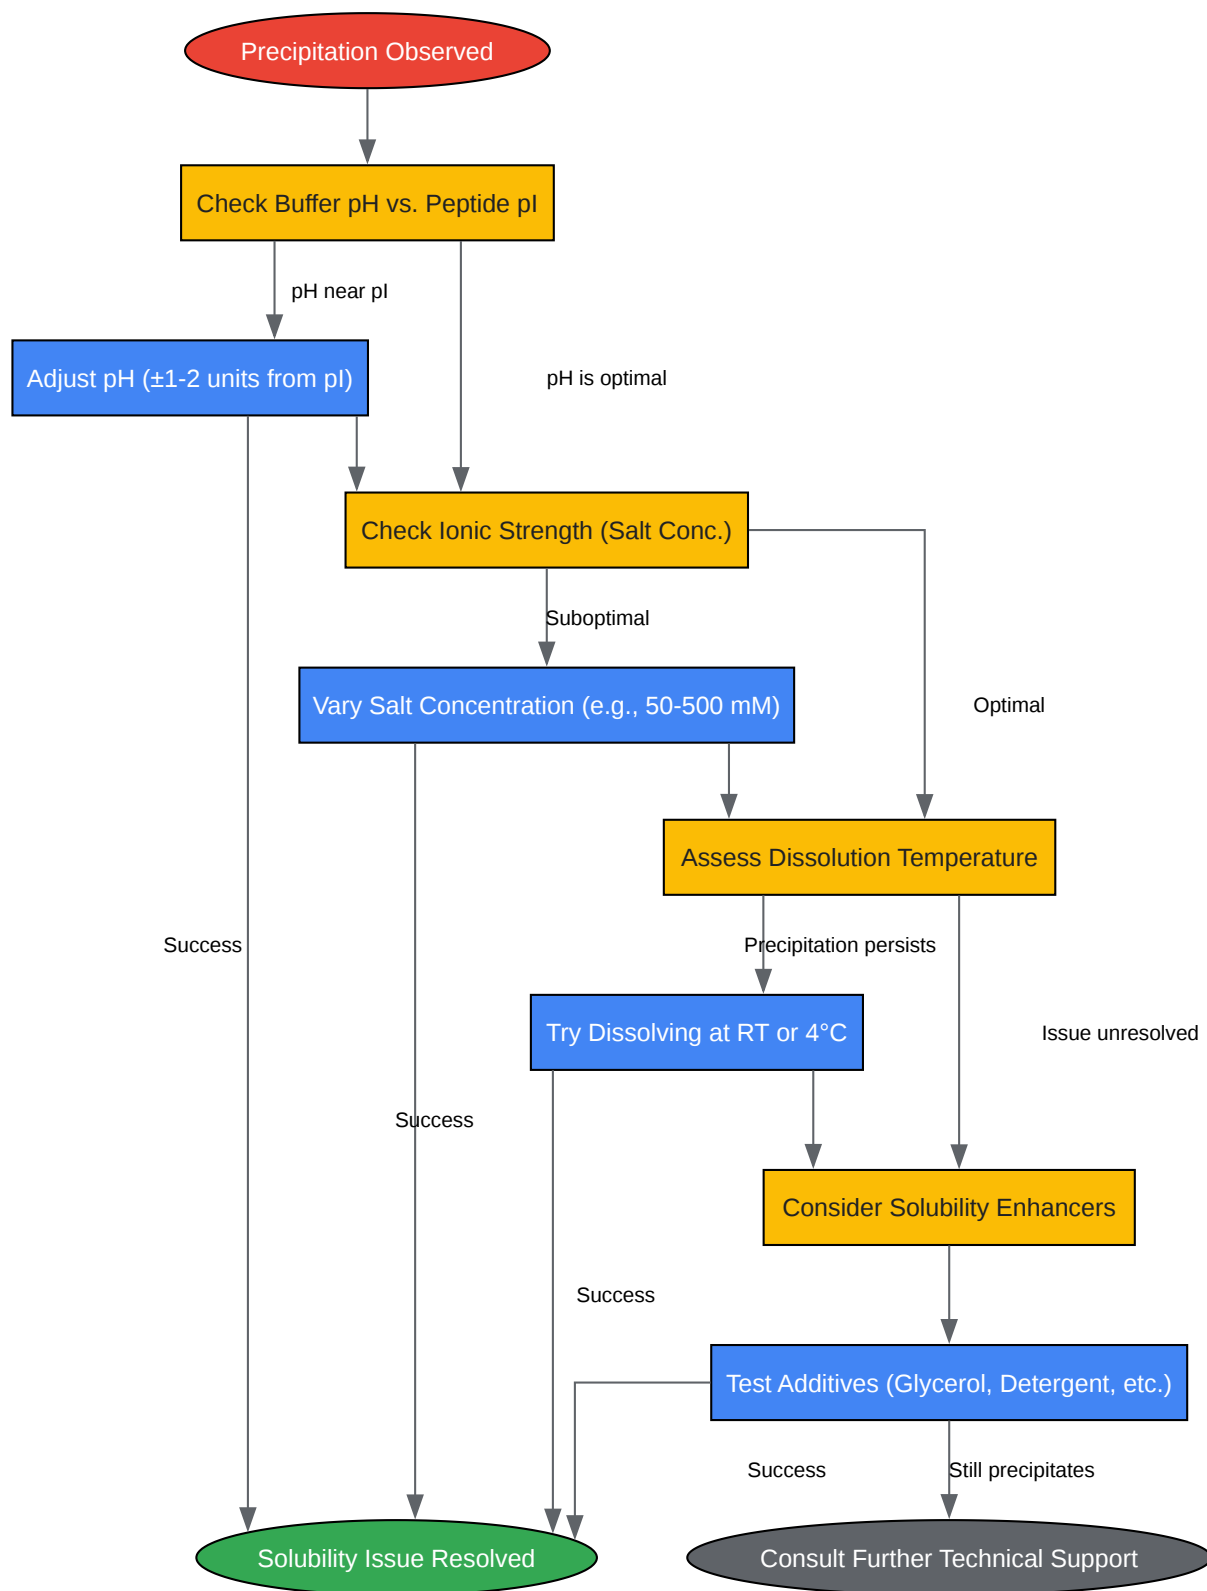 Precipitation Observed
Check Buffer pH vs. Peptide pI
pH near pI
Adjust pH (±1-2 units from pI)
pH is optimal
Check Ionic Strength (Salt Conc.)
Suboptimal
Vary Salt Concentration (e.g., 50-500 mM)
Optimal
Assess Dissolution Temperature
Success
Precipitation persists
Try Dissolving at RT or 4°C
Issue unresolved
Success
Consider Solubility Enhancers
Success
Test Additives (Glycerol, Detergent, etc.)
Success
Still precipitates
Solubility Issue Resolved
Consult Further Technical Support